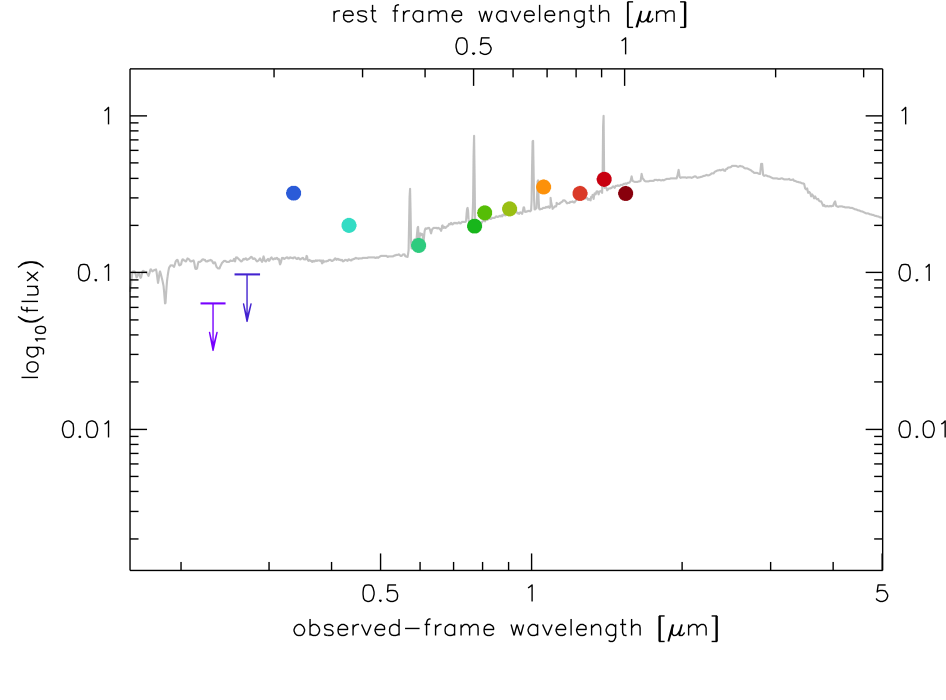 rest frame wavelength [μm]
0.5 1
1 1
0.1 0.1
0.01 0.01
log10(flux)
0.5 1 5
observed-frame wavelength [μm]